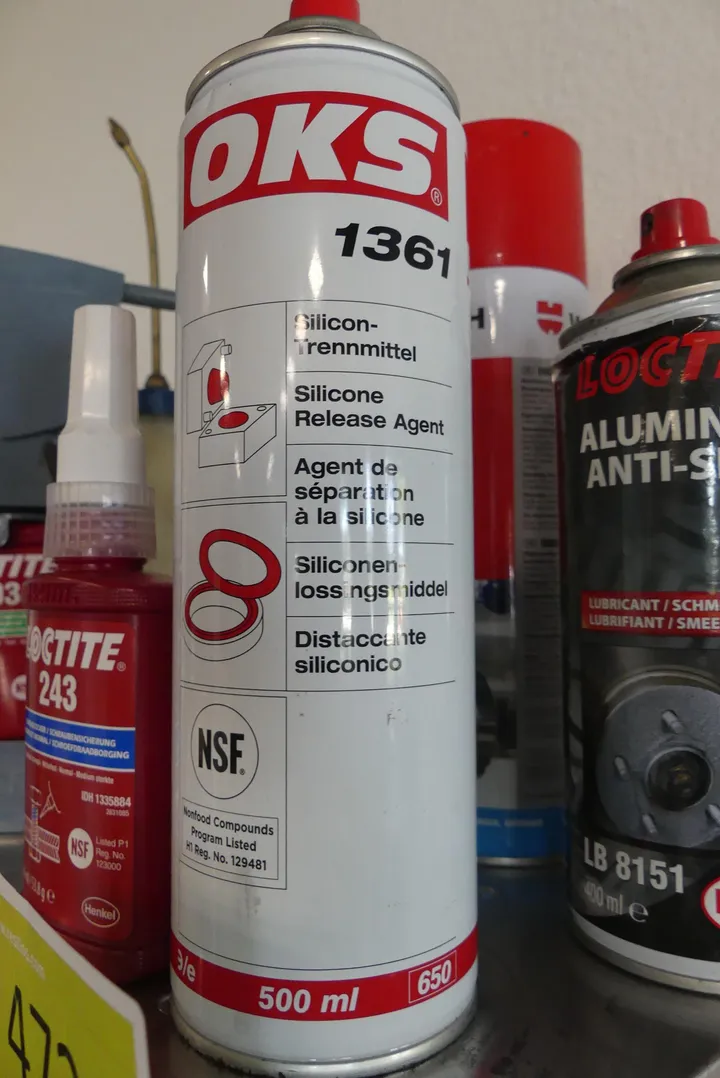 OKS®
1361
Silicon-
Trennmittel
Silicone
Release Agent
Agent de
séparation
à la silicone
Siliconen-
lossingsmiddel
Distaccante
siliconico
NSF®
Nonfood Compounds
Program Listed
H1 Reg. No. 129481
500 ml
650
LOCTITE®
243
IDH 1335884
NSF
Listed P1
Reg. No.
123000
Henkel
LOCT
ALUMIN
ANTI-S
LUBRICANT / SCHM
LUBRIFIANT / SMEE
LB 8151
400 ml e